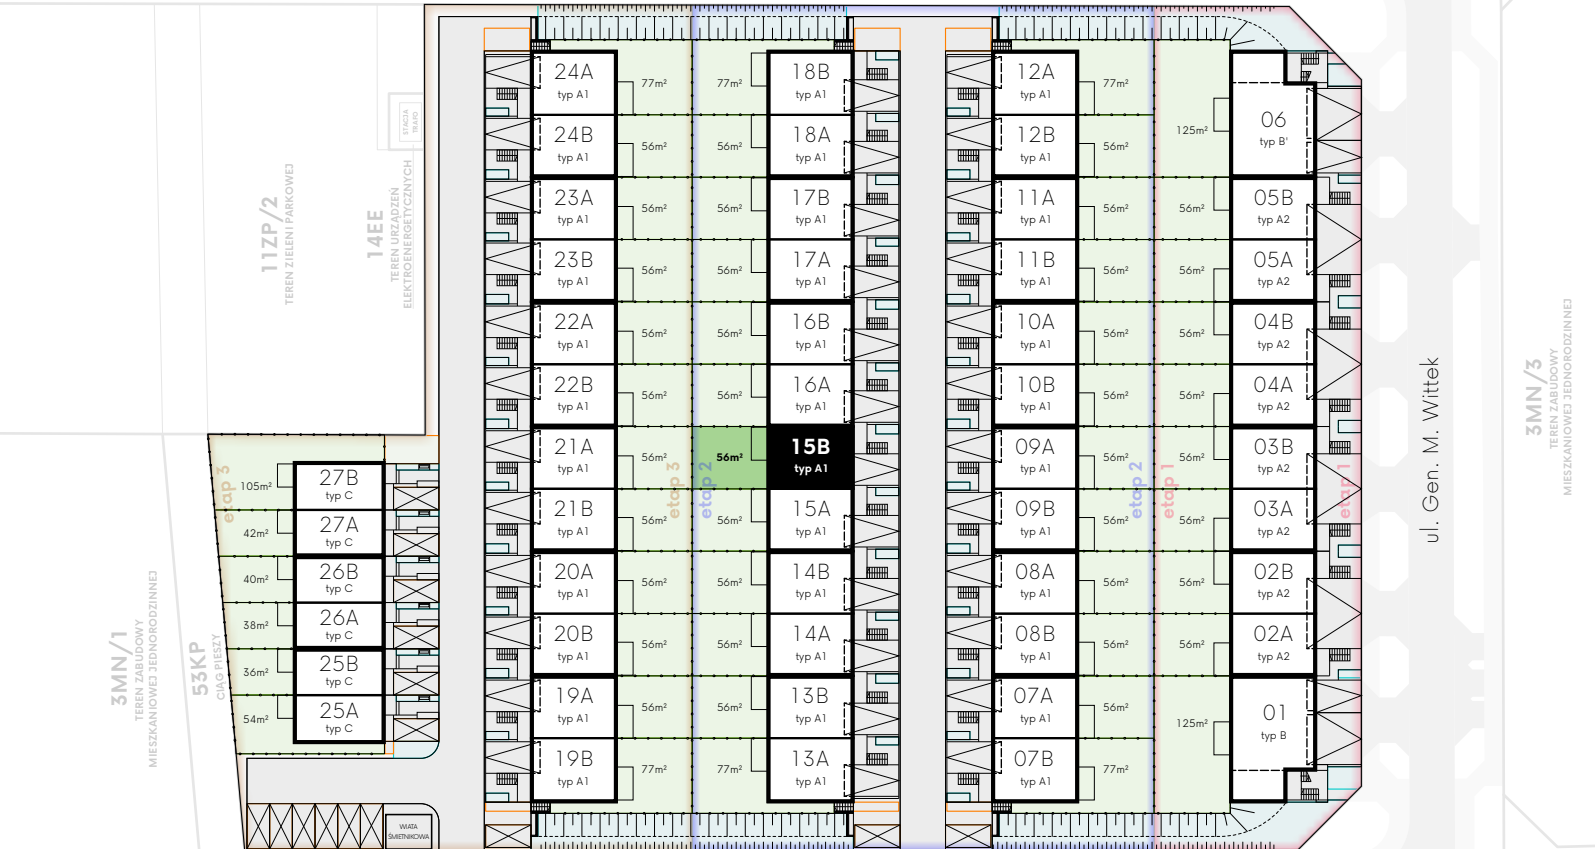 11ZP/2
TEREN ZIELENI PARKOWEJ
14EE
TEREN URZĄDZEŃ
ELEKTROENERGETYCZNYCH
STACJA
TRAFO
24A
typ A1
77m²
24B
typ A1
56m²
23A
typ A1
56m²
23B
typ A1
56m²
22A
typ A1
56m²
22B
typ A1
56m²
21A
typ A1
56m²
21B
typ A1
56m²
20A
typ A1
56m²
20B
typ A1
56m²
19A
typ A1
56m²
19B
typ A1
77m²
etap 3
etap 2
77m²
18B
typ A1
56m²
18A
typ A1
56m²
17B
typ A1
56m²
17A
typ A1
56m²
16B
typ A1
56m²
16A
typ A1
56m²
15B
typ A1
56m²
15A
typ A1
56m²
14B
typ A1
56m²
14A
typ A1
56m²
13B
typ A1
77m²
13A
typ A1
12A
typ A1
77m²
12B
typ A1
56m²
11A
typ A1
56m²
11B
typ A1
56m²
10A
typ A1
56m²
10B
typ A1
56m²
09A
typ A1
56m²
09B
typ A1
56m²
08A
typ A1
56m²
08B
typ A1
56m²
07A
typ A1
56m²
07B
typ A1
77m²
etap 2
etap 1
125m²
06
typ B'
56m²
05B
typ A2
56m²
05A
typ A2
56m²
04B
typ A2
56m²
04A
typ A2
56m²
03B
typ A2
56m²
03A
typ A2
56m²
02B
typ A2
56m²
02A
typ A2
125m²
01
typ B
etap 1
ul. Gen. M. Wittek
3MN/3
TEREN ZABUDOWY
MIESZKANIOWEJ JEDNORODZINNEJ
etap 3
105m²
27B
typ C
42m²
27A
typ C
40m²
26B
typ C
38m²
26A
typ C
36m²
25B
typ C
54m²
25A
typ C
3MN/1
TEREN ZABUDOWY
MIESZKANIOWEJ JEDNORODZINNEJ
53KP
CIĄG PIESZY
WIATA
ŚMIETNIKOWA